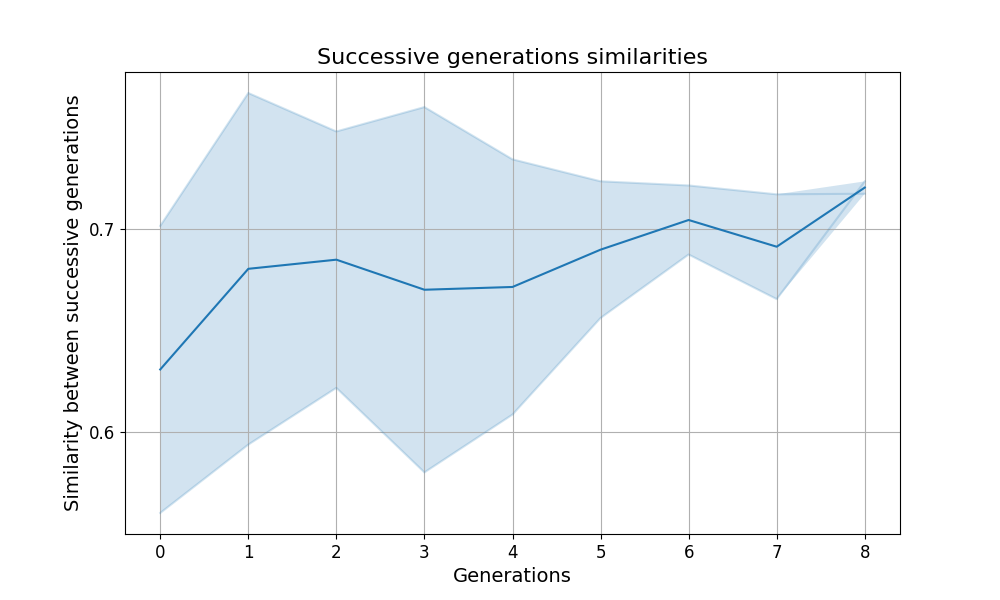 Successive generations similarities
Similarity between successive generations
0.7
0.6
0 1 2 3 4 5 6 7 8
Generations